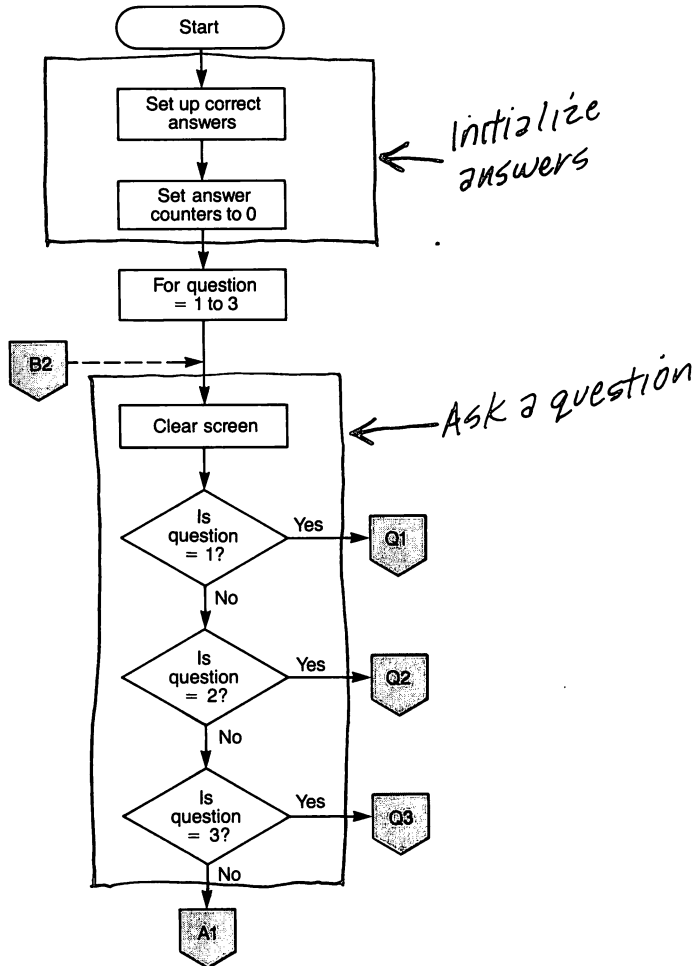 Start
Set up correct
answers
Initialize
answers
Set answer
counters to 0
For question
= 1 to 3
B2
Clear screen
Ask a question
Is
question
= 1?
Yes
Q1
No
Is
question
= 2?
Yes
Q2
No
Is
question
= 3?
Yes
Q3
No
A1